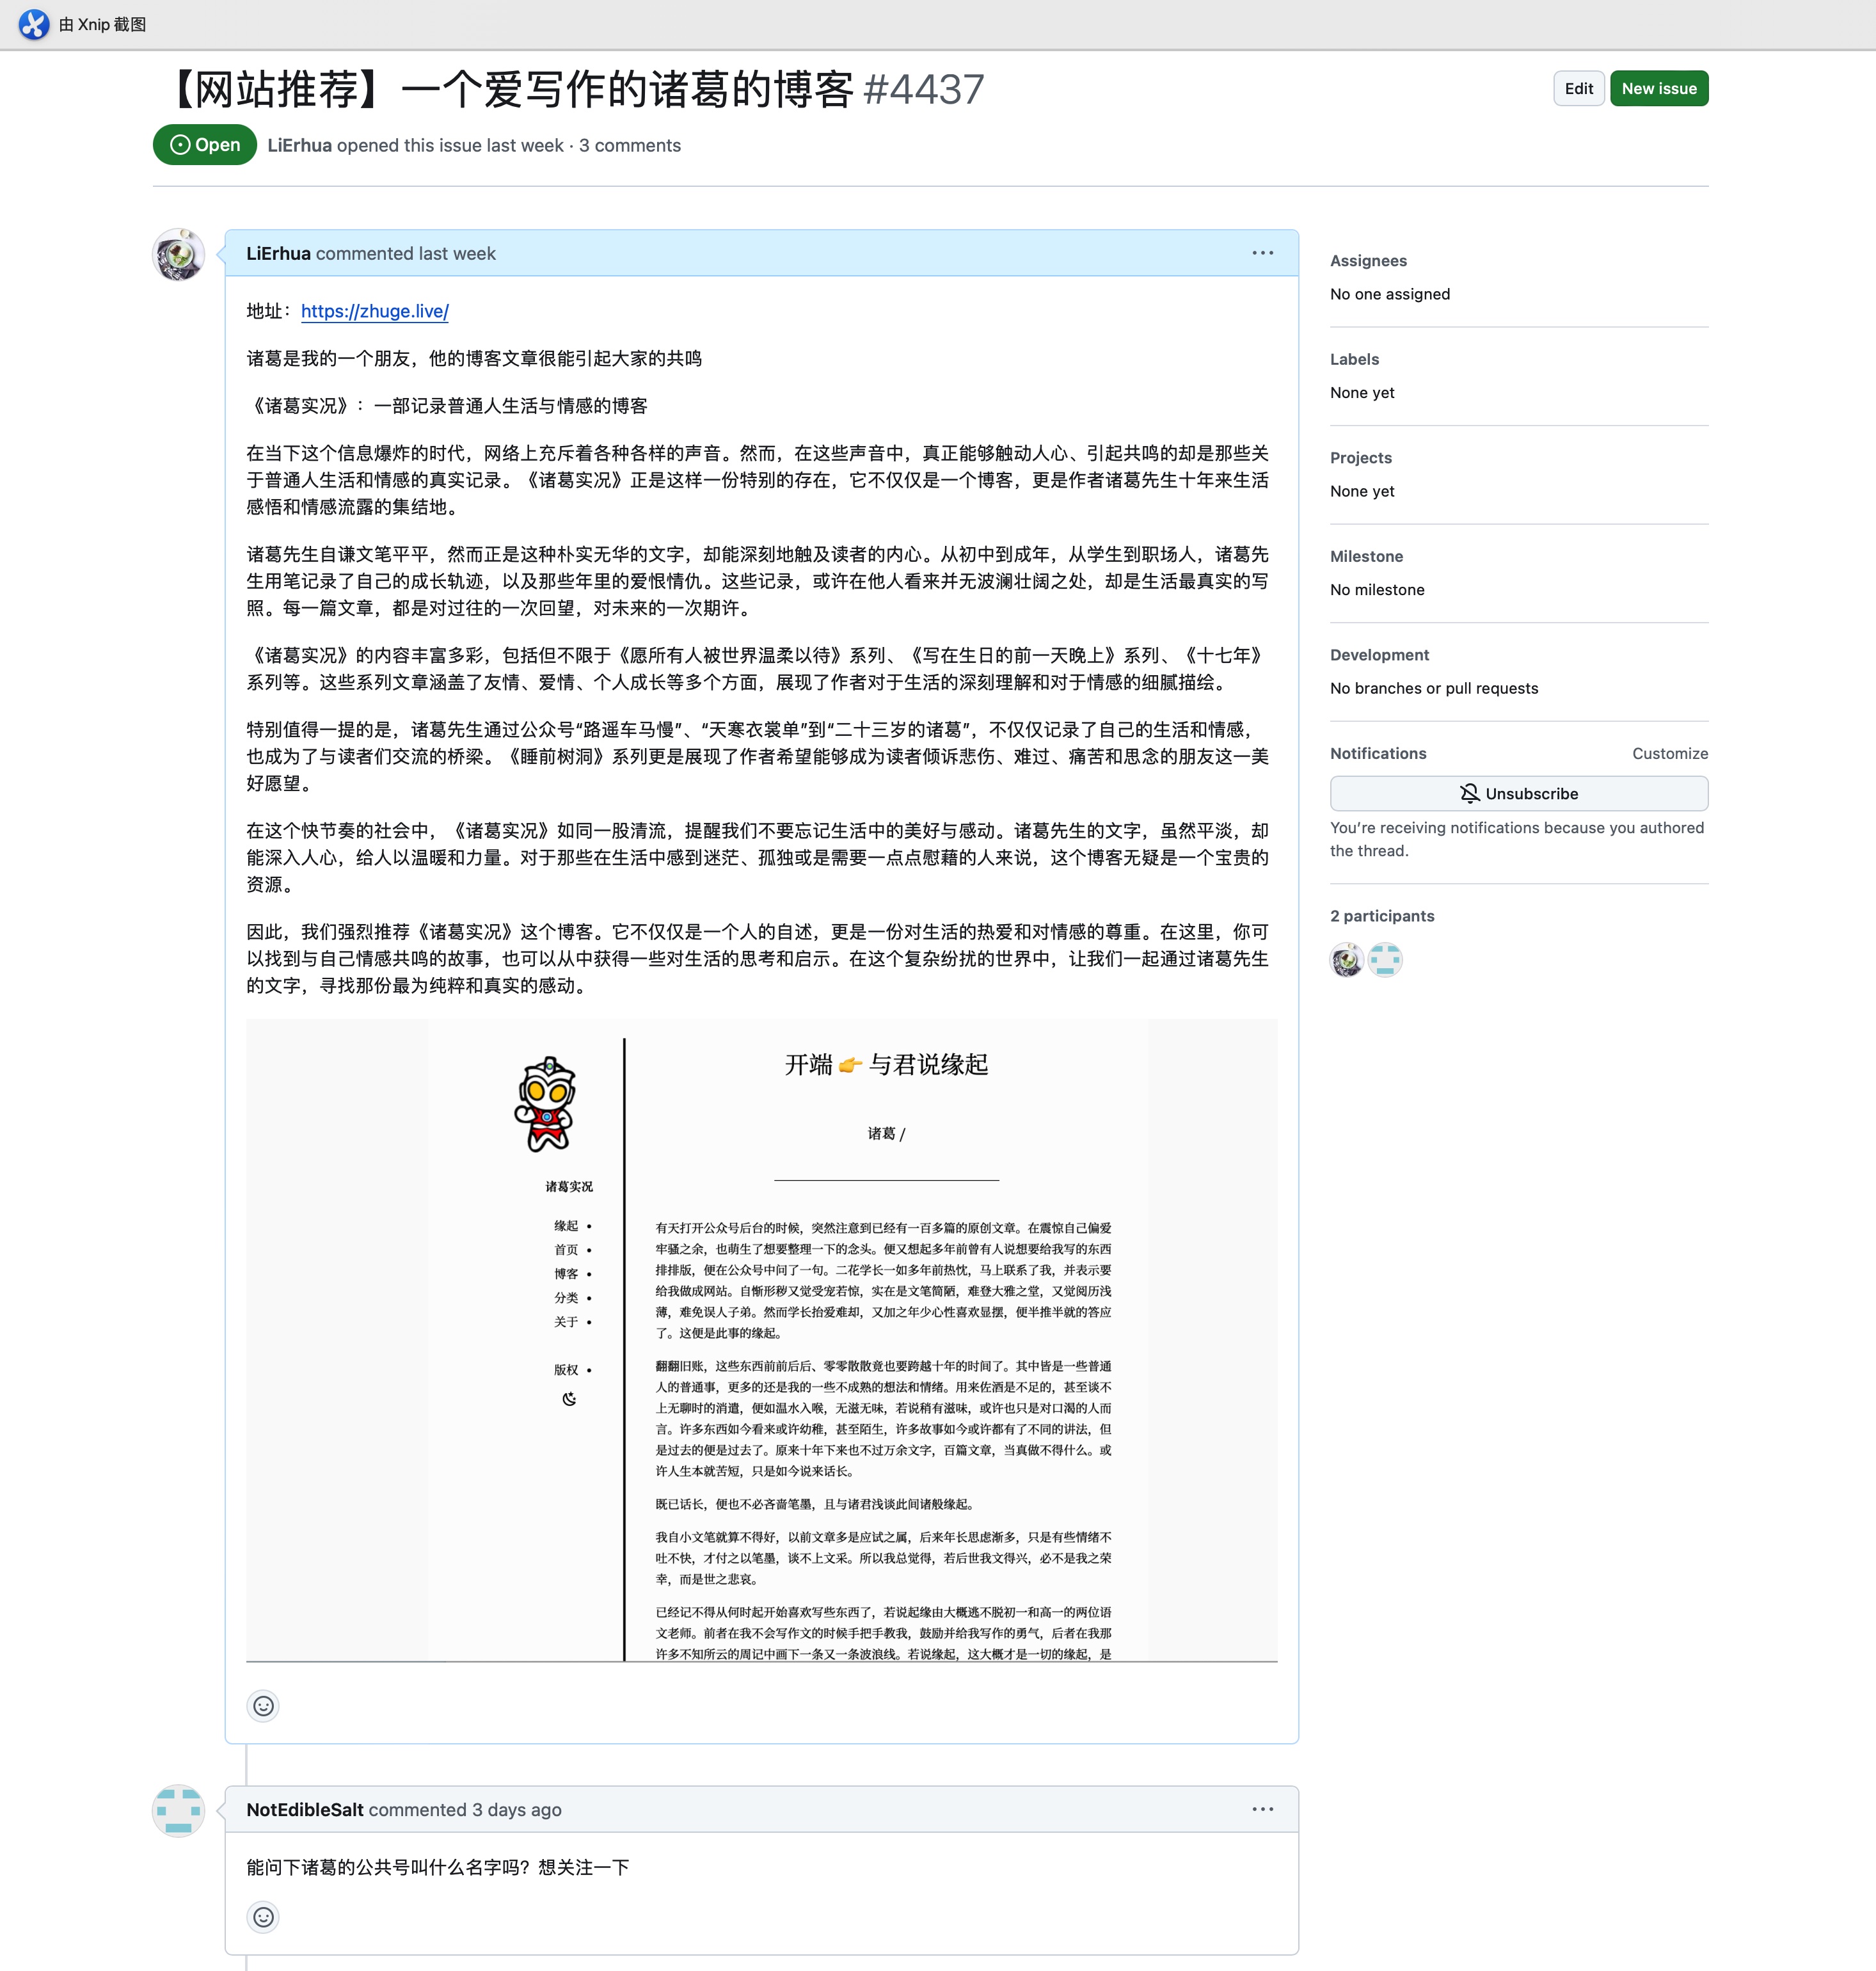 由 Xnip 截图
【网站推荐】一个爱写作的诸葛的博客 #4437
Edit
New issue
Open
LiErhua opened this issue last week · 3 comments
LiErhua commented last week
地址：https://zhuge.live/
诸葛是我的一个朋友，他的博客文章很能引起大家的共鸣
《诸葛实况》：一部记录普通人生活与情感的博客
在当下这个信息爆炸的时代，网络上充斥着各种各样的声音。然而，在这些声音中，真正能够触动人心、引起共鸣的却是那些关
于普通人生活和情感的真实记录。《诸葛实况》正是这样一份特别的存在，它不仅仅是一个博客，更是作者诸葛先生十年来生活
感悟和情感流露的集结地。
诸葛先生自谦文笔平平，然而正是这种朴实无华的文字，却能深刻地触及读者的内心。从初中到成年，从学生到职场人，诸葛先
生用笔记录了自己的成长轨迹，以及那些年里的爱恨情仇。这些记录，或许在他人看来并无波澜壮阔之处，却是生活最真实的写
照。每一篇文章，都是对过往的一次回望，对未来的一次期许。
《诸葛实况》的内容丰富多彩，包括但不限于《愿所有人被世界温柔以待》系列、《写在生日的前一天晚上》系列、《十七年》
系列等。这些系列文章涵盖了友情、爱情、个人成长等多个方面，展现了作者对于生活的深刻理解和对于情感的细腻描绘。
特别值得一提的是，诸葛先生通过公众号“路遥车马慢”、“天寒衣裳单”到“二十三岁的诸葛”，不仅仅记录了自己的生活和情感，
也成为了与读者们交流的桥梁。《睡前树洞》系列更是展现了作者希望能够成为读者倾诉悲伤、难过、痛苦和思念的朋友这一美
好愿望。
在这个快节奏的社会中，《诸葛实况》如同一股清流，提醒我们不要忘记生活中的美好与感动。诸葛先生的文字，虽然平淡，却
能深入人心，给人以温暖和力量。对于那些在生活中感到迷茫、孤独或是需要一点点慰藉的人来说，这个博客无疑是一个宝贵的
资源。
因此，我们强烈推荐《诸葛实况》这个博客。它不仅仅是一个人的自述，更是一份对生活的热爱和对情感的尊重。在这里，你可
以找到与自己情感共鸣的故事，也可以从中获得一些对生活的思考和启示。在这个复杂纷扰的世界中，让我们一起通过诸葛先生
的文字，寻找那份最为纯粹和真实的感动。
诸葛实况
缘起 •
首页 •
博客 •
分类 •
关于 •
版权 •
开端 👉 与君说缘起
诸葛 /
有天打开公众号后台的时候，突然注意到已经有一百多篇的原创文章。在震惊自己偏爱
牢骚之余，也萌生了想要整理一下的念头。便又想起多年前曾有人说想要给我写的东西
排排版，便在公众号中问了一句。二花学长一如多年前热忱，马上联系了我，并表示要
给我做成网站。自惭形秽又觉受宠若惊，实在是文笔简陋，难登大雅之堂，又觉阅历浅
薄，难免误人子弟。然而学长抬爱难却，又加之年少心性喜欢显摆，便半推半就的答应
了。这便是此事的缘起。
翻翻旧账，这些东西前前后后、零零散散竟也要跨越十年的时间了。其中皆是一些普通
人的普通事，更多的还是我的一些不成熟的想法和情绪。用来佐酒是不足的，甚至谈不
上无聊时的消遣，便如温水入喉，无滋无味，若说稍有滋味，或许也只是对口渴的人而
言。许多东西如今看来或许幼稚，甚至陌生，许多故事如今或许都有了不同的讲法，但
是过去的便是过去了。原来十年下来也不过万余文字，百篇文章，当真做不得什么。或
许人生本就苦短，只是如今说来话长。
既已话长，便也不必吝啬笔墨，且与诸君浅谈此间诸般缘起。
我自小文笔就算不得好，以前文章多是应试之属，后来年长思虑渐多，只是有些情绪不
吐不快，才付之以笔墨，谈不上文采。所以我总觉得，若后世我文得兴，必不是我之荣
幸，而是世之悲哀。
已经记不得从何时起开始喜欢写些东西了，若说起缘由大概逃不脱初一和高一的两位语
文老师。前者在我不会写作文的时候手把手教我，鼓励并给我写作的勇气，后者在我那
许多不知所云的周记中画下一条又一条波浪线。若说缘起，这大概才是一切的缘起，是
NotEdibleSalt commented 3 days ago
能问下诸葛的公共号叫什么名字吗？想关注一下
Assignees
No one assigned
Labels
None yet
Projects
None yet
Milestone
No milestone
Development
No branches or pull requests
Notifications
Customize
Unsubscribe
You’re receiving notifications because you authored
the thread.
2 participants